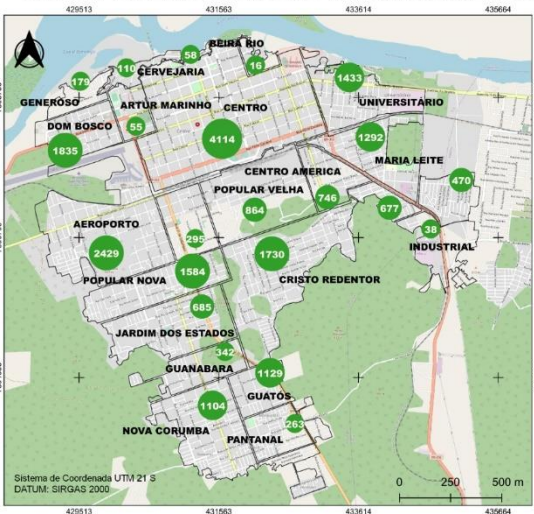 429513 431563 433614 435664
BEIRA RIO
58
16
110
CERVEJARIA
1433
179
GENEROSO
ARTUR MARINHO
CENTRO
UNIVERSITÁRIO
DOM BOSCO
55
4114
1292
1835
MARIA LEITE
CENTRO AMERICA
470
POPULAR VELHA
746
864
677
AEROPORTO
295
38
2429
INDUSTRIAL
1584
1730
POPULAR NOVA
CRISTO REDENTOR
685
JARDIM DOS ESTADOS
342
GUANABARA
1129
GUATÓS
1104
263
NOVA CORUMBA
PANTANAL
Sistema de Coordenada UTM 21 S
DATUM: SIRGAS 2000
0 250 500 m
429513 431563 433614 435664